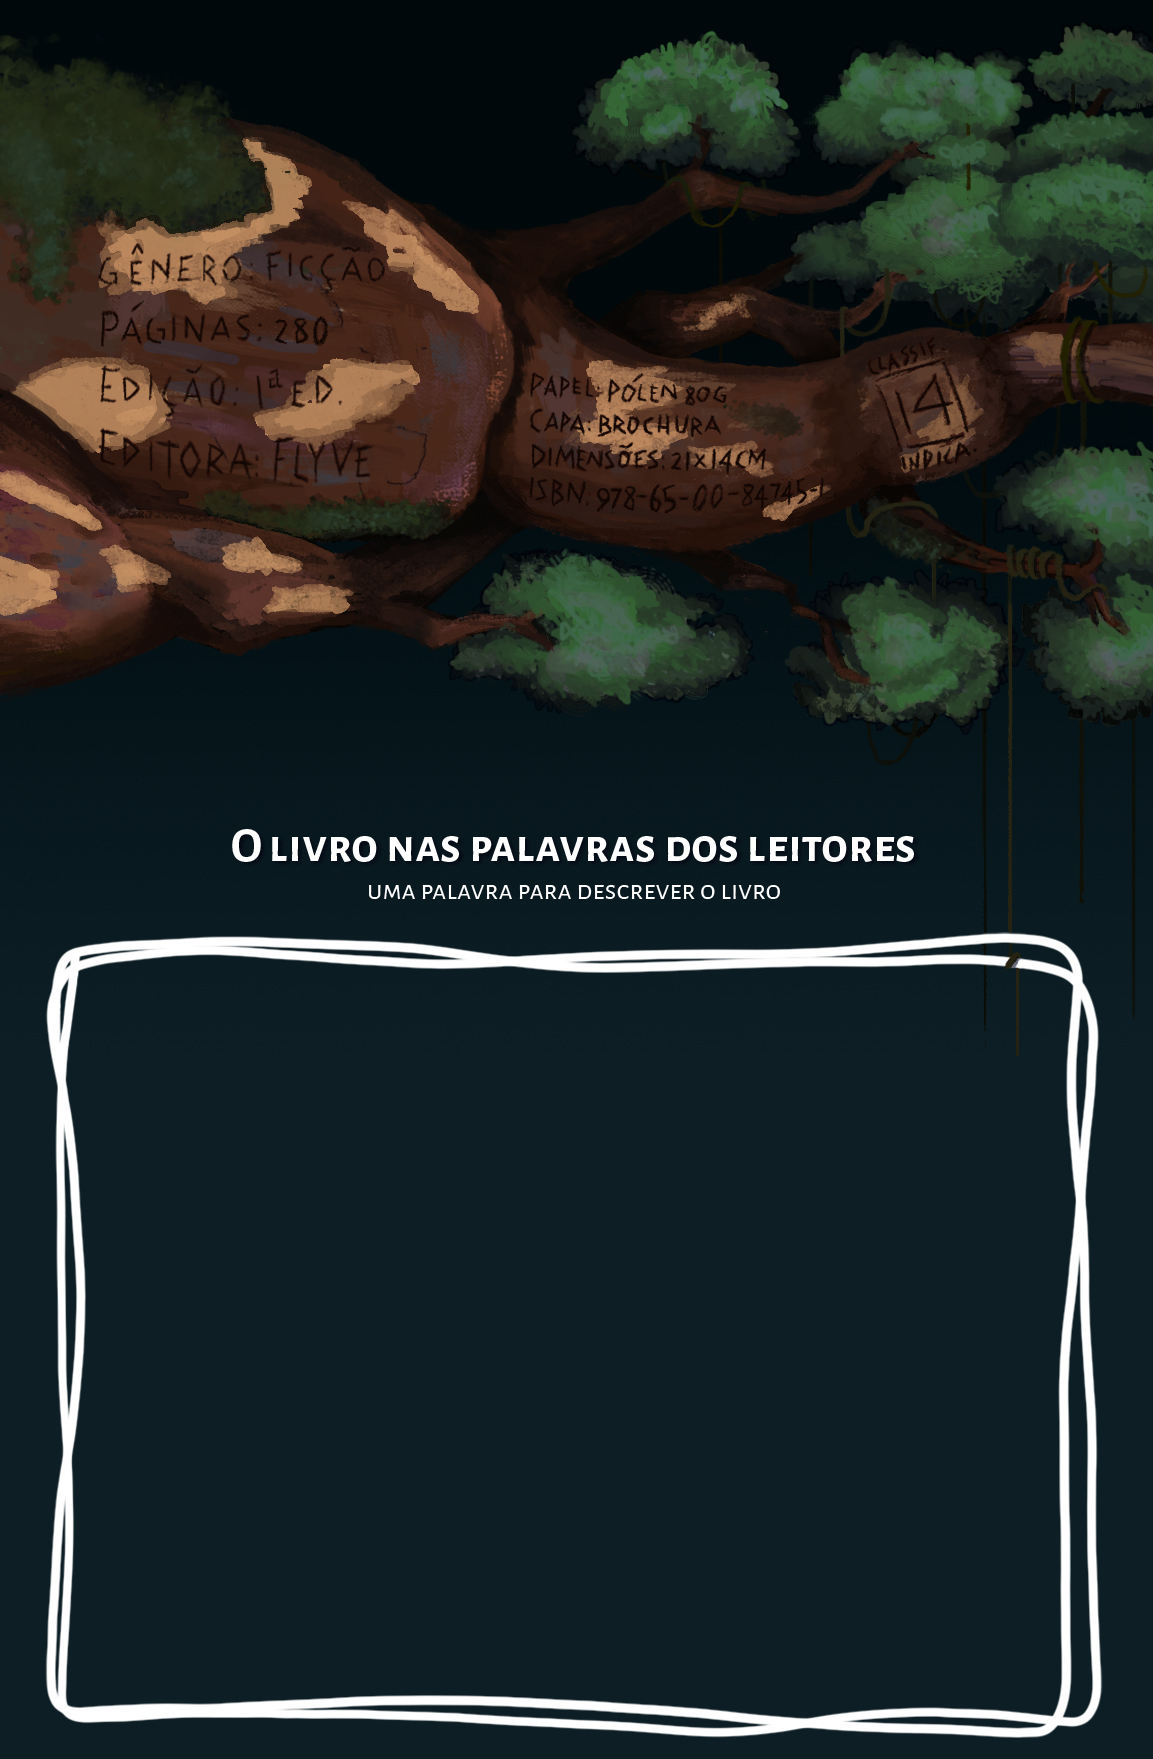 GÊNERO: FICÇÃO
PÁGINAS: 280
EDIÇÃO: 1ª E.D.
EDITORA: FLYVE
PAPEL: PÓLEN 80G
CAPA: BROCHURA
DIMENSÕES: 21X14CM
ISBN: 978-65-00-84745-1
CLASSIF.
14
INDICA.
O LIVRO NAS PALAVRAS DOS LEITORES
UMA PALAVRA PARA DESCREVER O LIVRO